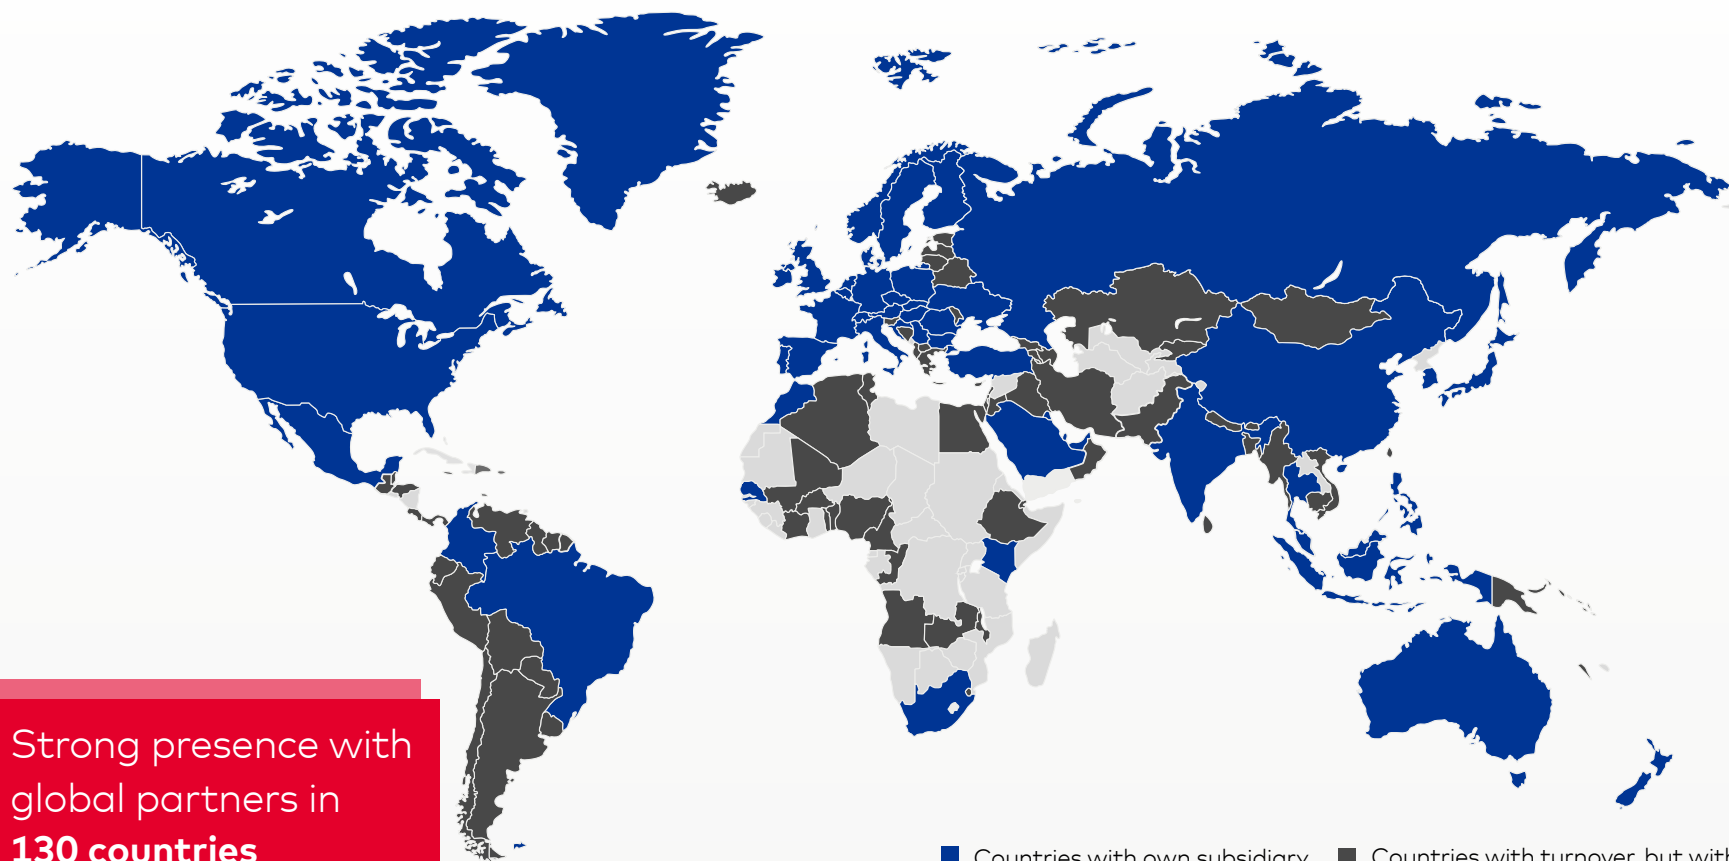 Strong presence with
global partners in
130 countries
Countries with own subsidiary
Countries with turnover, but with